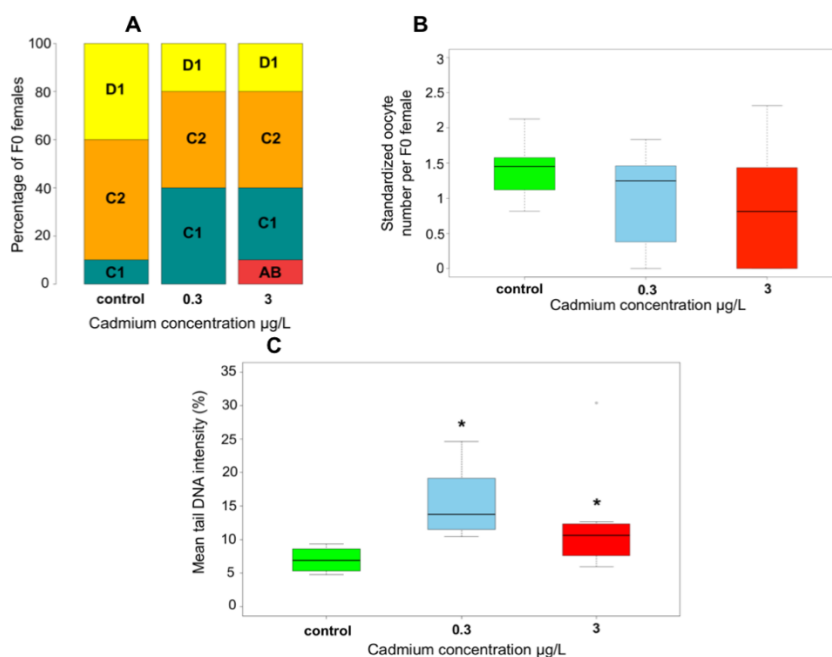 A
Percentage of F0 females
100
80
60
40
20
0
D1
C2
C1
D1
C2
C1
D1
C2
C1
AB
control
0.3
3
Cadmium concentration µg/L
B
Standardized oocyte
number per F0 female
3
2.5
2
1.5
1
0.5
0
control
0.3
3
Cadmium concentration µg/L
C
Mean tail DNA intensity (%)
35
30
25
20
15
10
5
0
*
*
control
0.3
3
Cadmium concentration µg/L